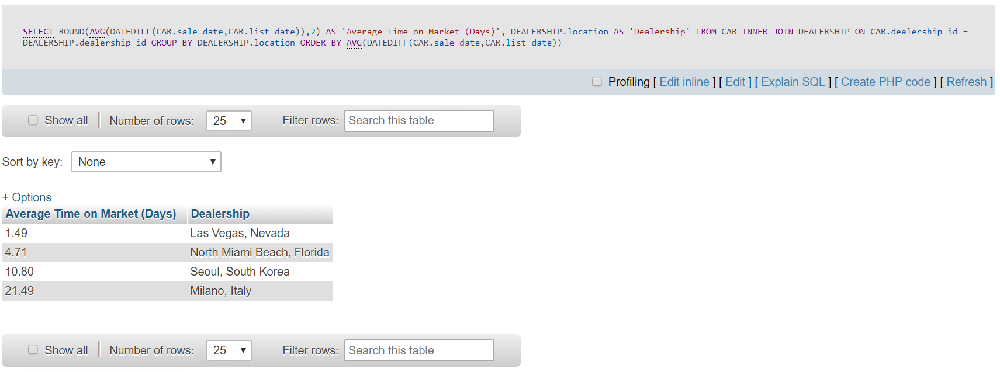 SELECT ROUND(AVG(DATEDIFF(CAR.sale_date,CAR.list_date)),2) AS 'Average Time on Market (Days)', DEALERSHIP.location AS 'Dealership' FROM CAR INNER JOIN DEALERSHIP ON CAR.dealership_id =
DEALERSHIP.dealership_id GROUP BY DEALERSHIP.location ORDER BY AVG(DATEDIFF(CAR.sale_date,CAR.list_date))
Profiling [ Edit inline ] [ Edit ] [ Explain SQL ] [ Create PHP code ] [ Refresh ]
Show all | Number of rows: 25 Filter rows: Search this table
Sort by key: None
+ Options
Average Time on Market (Days) Dealership
1.49 Las Vegas, Nevada
4.71 North Miami Beach, Florida
10.80 Seoul, South Korea
21.49 Milano, Italy
Show all | Number of rows: 25 Filter rows: Search this table